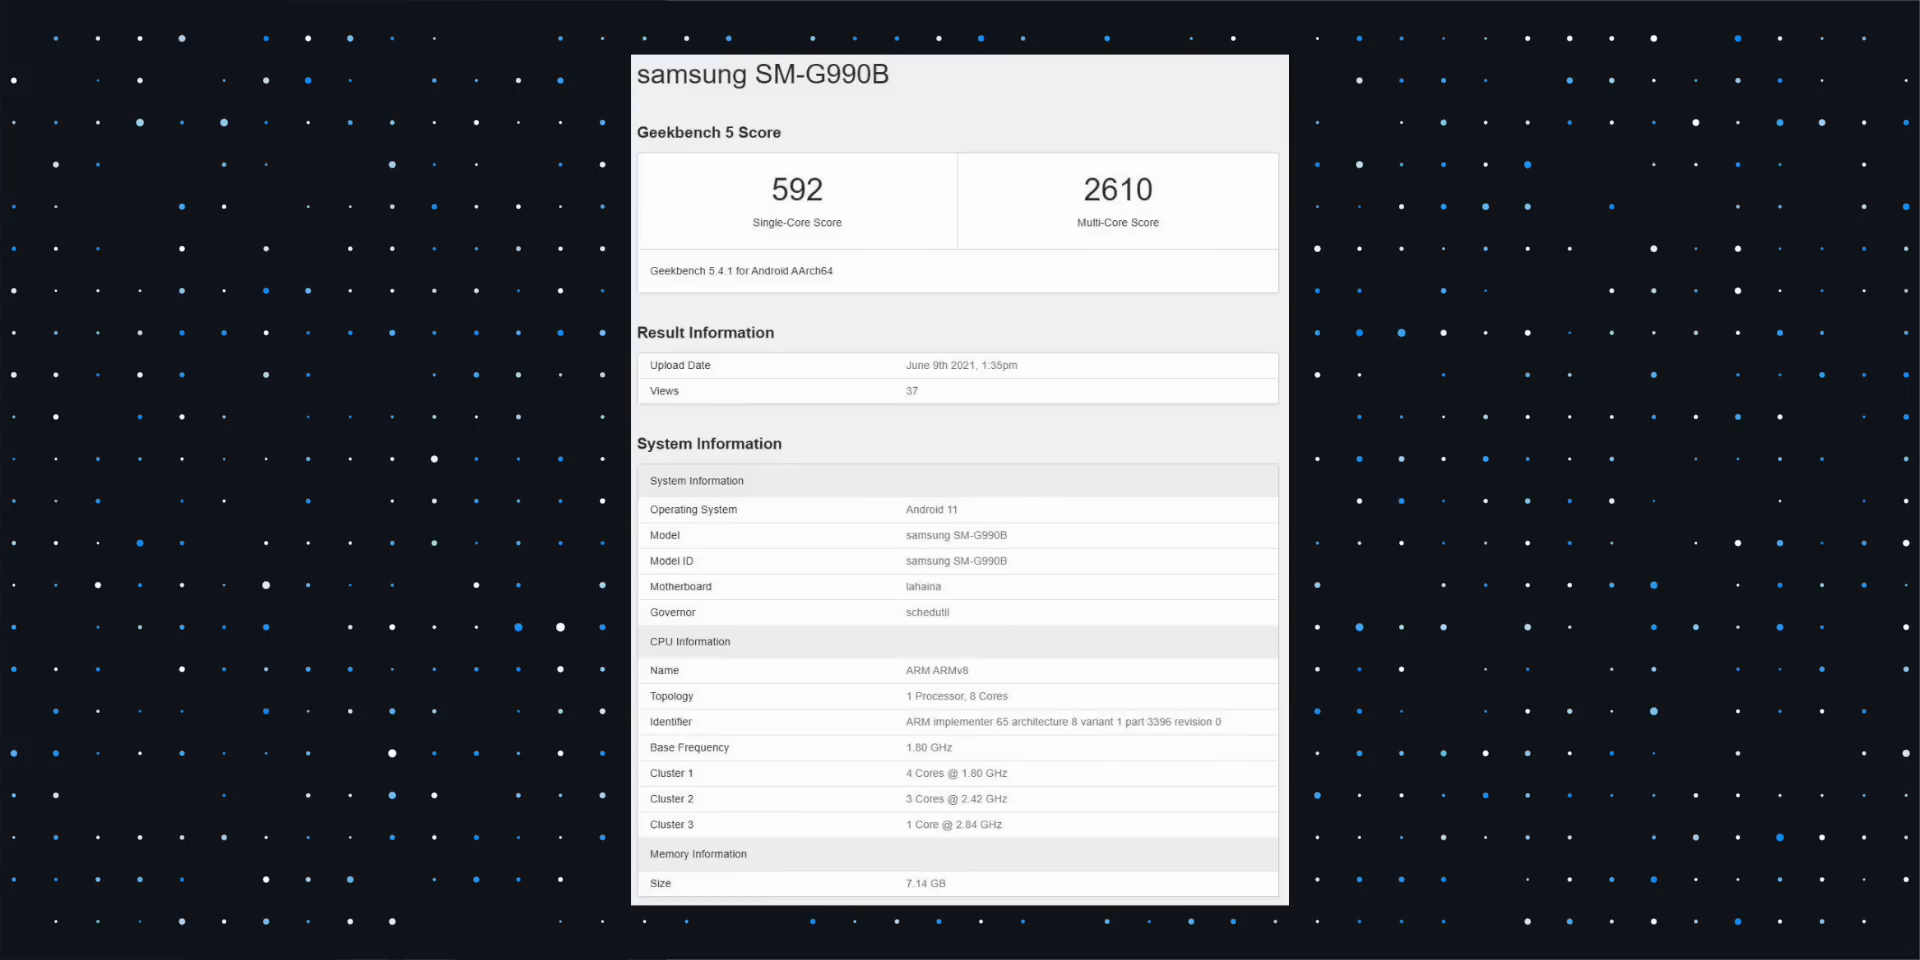 samsung SM-G990B
Geekbench 5 Score
592 2610
Single-Core Score Multi-Core Score
Geekbench 5.4.1 for Android AArch64
Result Information
Upload Date June 9th 2021, 1:35pm
Views 37
System Information
System Information
Operating System Android 11
Model samsung SM-G990B
Model ID samsung SM-G990B
Motherboard lahaina
Governor schedutil
CPU Information
Name ARM ARMv8
Topology 1 Processor, 8 Cores
Identifier ARM implementer 65 architecture 8 variant 1 part 3396 revision 0
Base Frequency 1.80 GHz
Cluster 1 4 Cores @ 1.80 GHz
Cluster 2 3 Cores @ 2.42 GHz
Cluster 3 1 Core @ 2.84 GHz
Memory Information
Size 7.14 GB